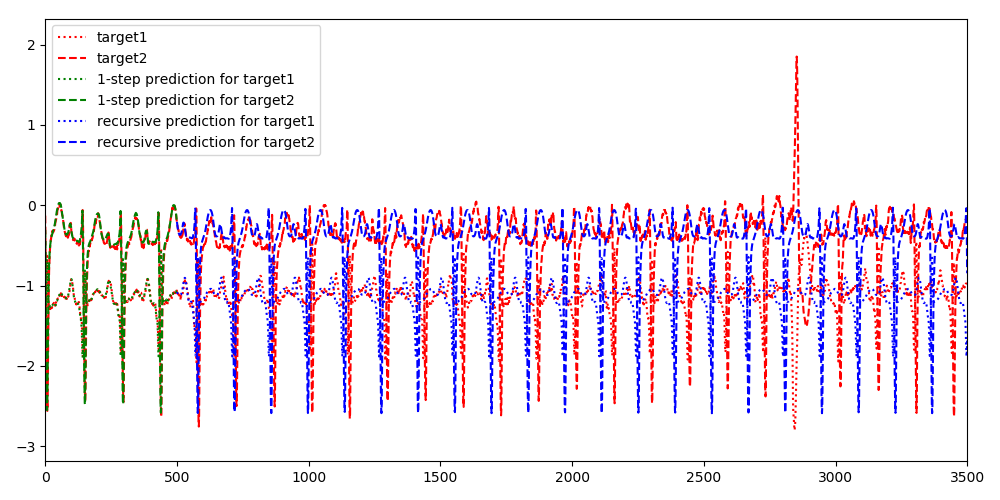 target1
target2
1-step prediction for target1
1-step prediction for target2
recursive prediction for target1
recursive prediction for target2
2
1
0
−1
−2
−3
0 500 1000 1500 2000 2500 3000 3500